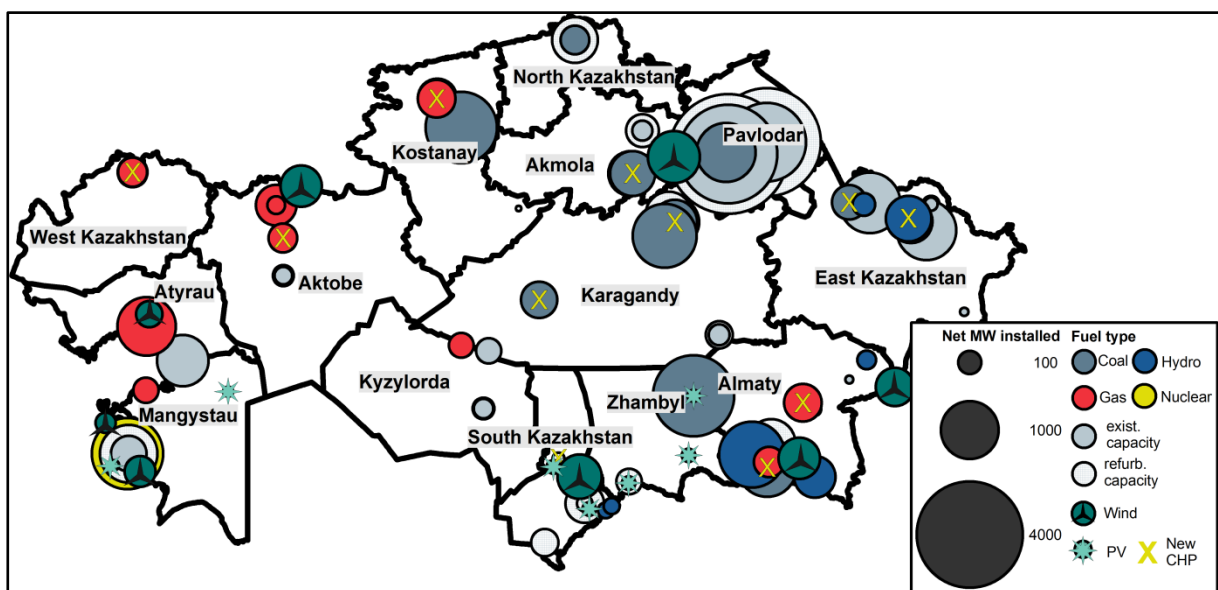 North Kazakhstan
Pavlodar
Kostanay
Akmola
West Kazakhstan
East Kazakhstan
Aktobe
Atyrau
Karagandy
Kyzylorda
Zhambyl
Almaty
Mangystau
South Kazakhstan
Net MW installed
100
1000
4000
Fuel type
Coal
Hydro
Gas
Nuclear
exist.
capacity
refurb.
capacity
Wind
PV
X
New
CHP
X
X
X
X
X
X
X
X
X
X